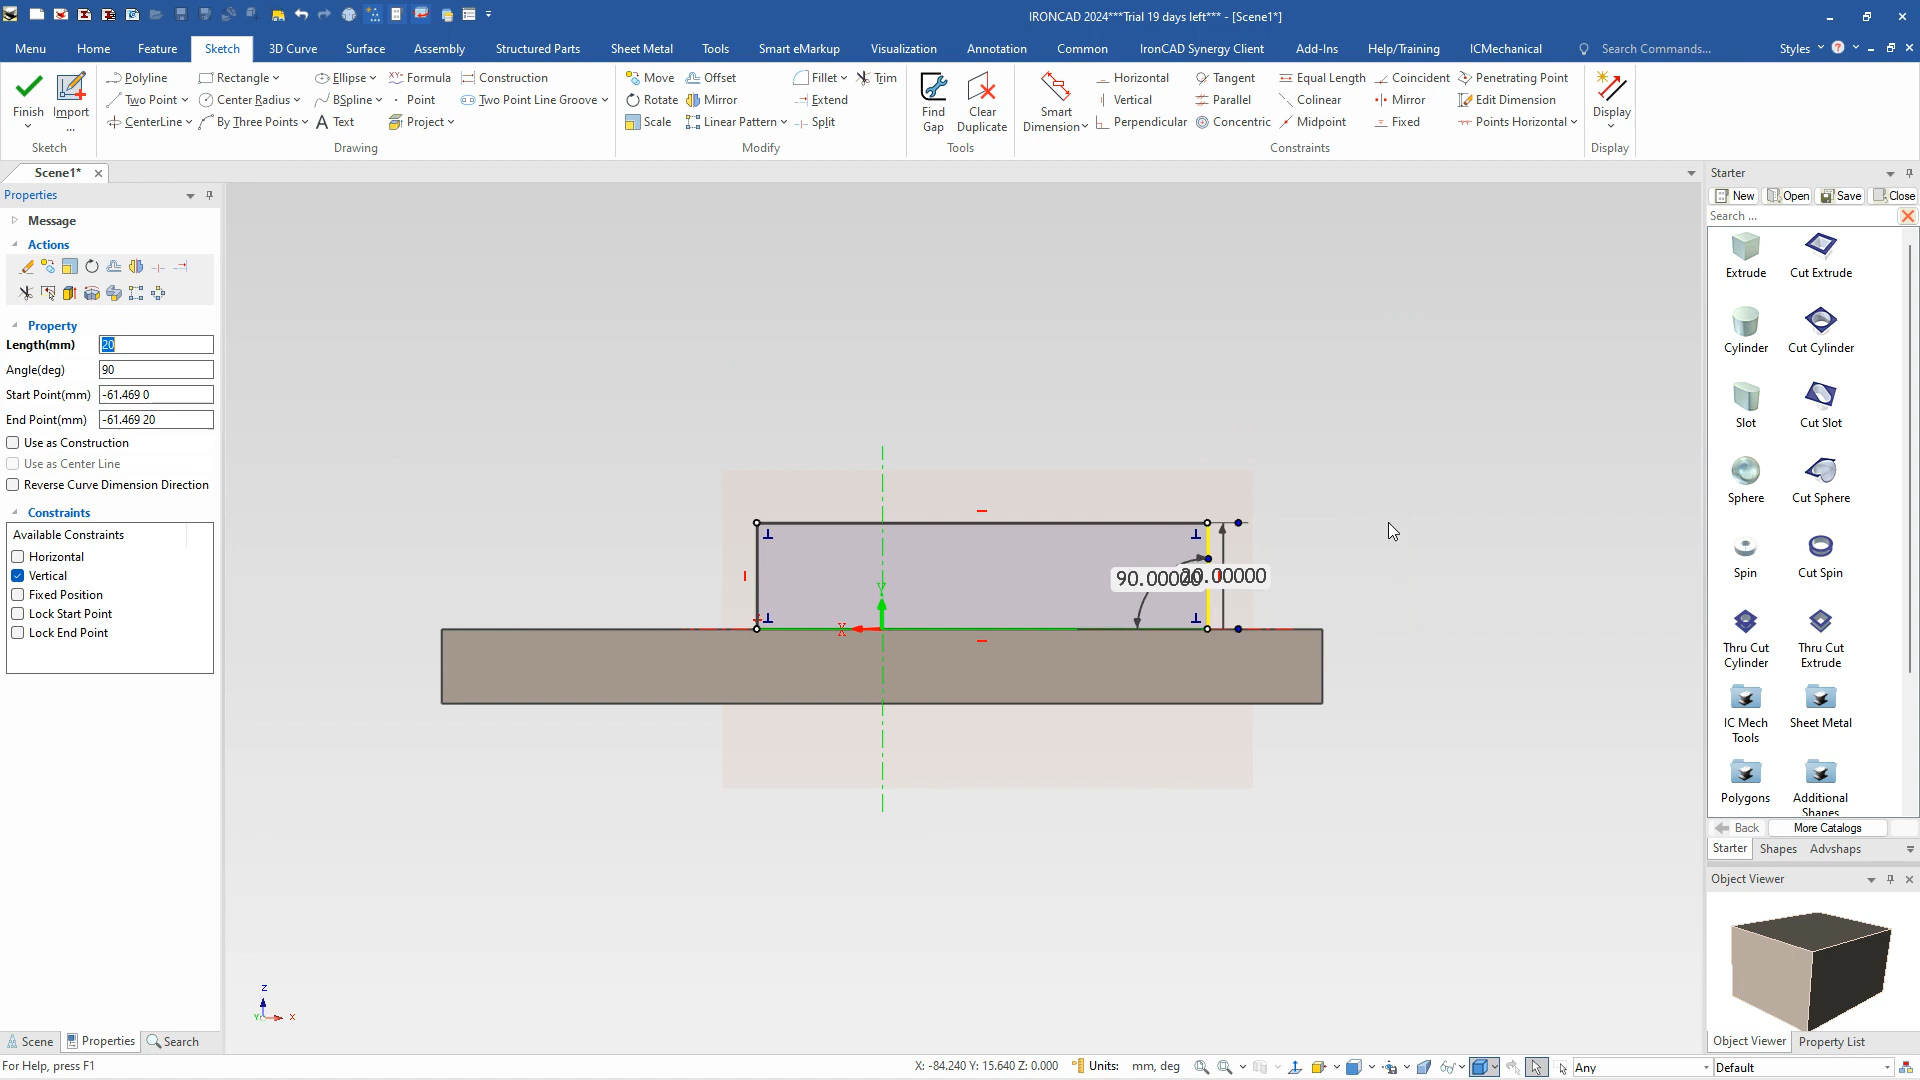 IRONCAD 2024***Trial 19 days left*** - [Scene1*]
Menu Home Feature Sketch 3D Curve Surface Assembly Structured Parts Sheet Metal Tools Smart eMarkup Visualization Annotation Common IronCAD Synergy Client Add-Ins Help/Training ICMechanical Search Commands... Styles
Polyline Rectangle Ellipse Formula Construction Move Offset Fillet Trim Horizontal Tangent Equal Length Coincident Penetrating Point
Finish Import ... Two Point Center Radius BSpline Point Two Point Line Groove Rotate Mirror Extend Find Gap Clear Duplicate Smart Dimension Vertical Parallel Colinear Mirror Edit Dimension Display
CenterLine By Three Points Text Project Scale Linear Pattern Split Perpendicular Concentric Midpoint Fixed Points Horizontal
Sketch Drawing Modify Tools Constraints Display
Scene1*
Properties
Message
Actions
Property
Length(mm) 20
Angle(deg) 90
Start Point(mm) -61.469 0
End Point(mm) -61.469 20
Use as Construction
Use as Center Line
Reverse Curve Dimension Direction
Constraints
Available Constraints
Horizontal
Vertical
Fixed Position
Lock Start Point
Lock End Point
Scene Properties Search
Y
X
20.00000
Z
Y X
Starter
New Open Save Close
Search ...
Extrude Cut Extrude
Cylinder Cut Cylinder
Slot Cut Slot
Sphere Cut Sphere
Spin Cut Spin
Thru Cut Cylinder Thru Cut Extrude
IC Mech Tools Sheet Metal
Polygons Additional Shapes
Back More Catalogs
Starter Shapes Advshaps
Object Viewer
Object Viewer Property List
For Help, press F1 X: -84.240 Y: 15.640 Z: 0.000 Units: mm, deg Any Default